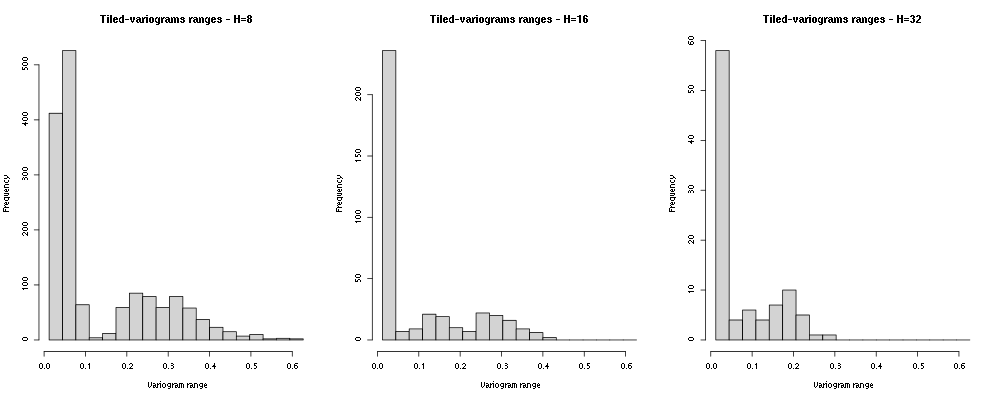 Tiled-variograms ranges - H=8
Frequency
500
400
300
200
100
0
0.0 0.1 0.2 0.3 0.4 0.5 0.6
Variogram range
Tiled-variograms ranges - H=16
Frequency
200
150
100
50
0
0.0 0.1 0.2 0.3 0.4 0.5 0.6
Variogram range
Tiled-variograms ranges - H=32
Frequency
60
50
40
30
20
10
0
0.0 0.1 0.2 0.3 0.4 0.5 0.6
Variogram range